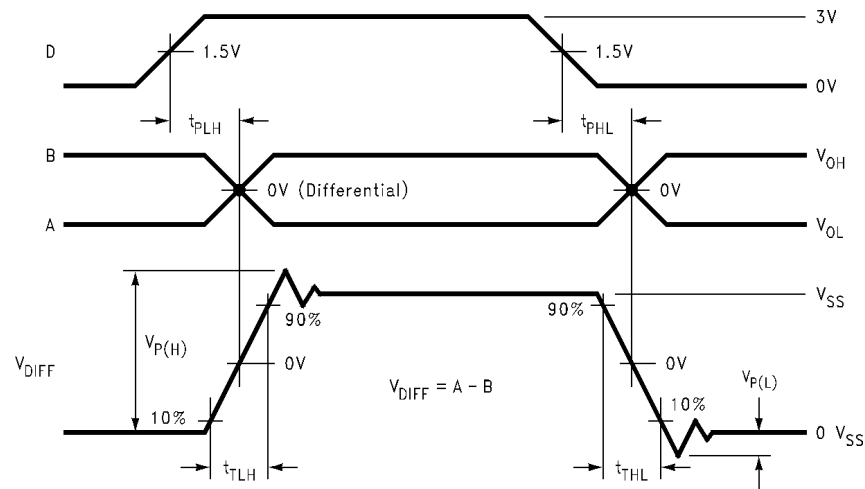 3V
D
1.5V
1.5V
0V
tPLH
tPHL
B
VOH
0V (Differential)
0V
A
VOL
VSS
90%
90%
VP(H)
VDIFF
0V
0V
VP(L)
VDIFF = A - B
10%
10%
0 VSS
tTLH
tTHL